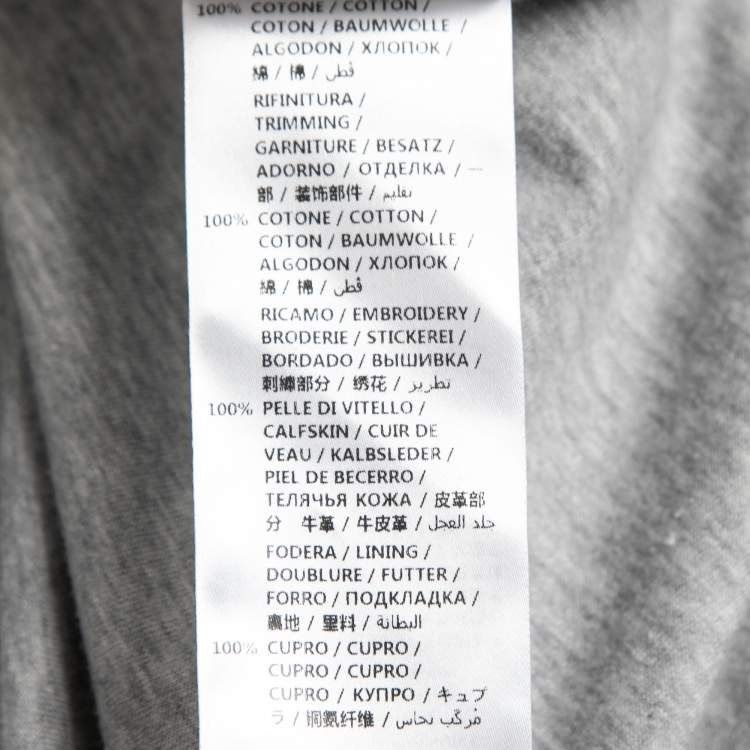 100% COTONE / COTTON /
COTON / BAUMWOLLE /
ALGODON / ХЛОПОК /
綿 / 棉 / قطن
RIFINITURA /
TRIMMING /
GARNITURE / BESATZ /
ADORNO / ОТДЕЛКА / 一
部 / 装饰部件 / تقليم
100% COTONE / COTTON /
COTON / BAUMWOLLE /
ALGODON / ХЛОПОК /
綿 / 棉 / قطن
RICAMO / EMBROIDERY /
BRODERIE / STICKEREI /
BORDADO / ВЫШИВКА /
刺繍部分 / 绣花 / تطريز
100% PELLE DI VITELLO /
CALFSKIN / CUIR DE
VEAU / KALBSLEDER /
PIEL DE BECERRO /
ТЕЛЯЧЬЯ КОЖА / 皮革部
分 牛革 / 牛皮革 / جلد العجل
FODERA / LINING /
DOUBLURE / FUTTER /
FORRO / ПОДКЛАДКА /
裏地 / 里料 / البطانة
100% CUPRO / CUPRO /
CUPRO / CUPRO /
CUPRO / КУПРО / キュプ
ラ / 铜氨纤维 / مركب نحاس